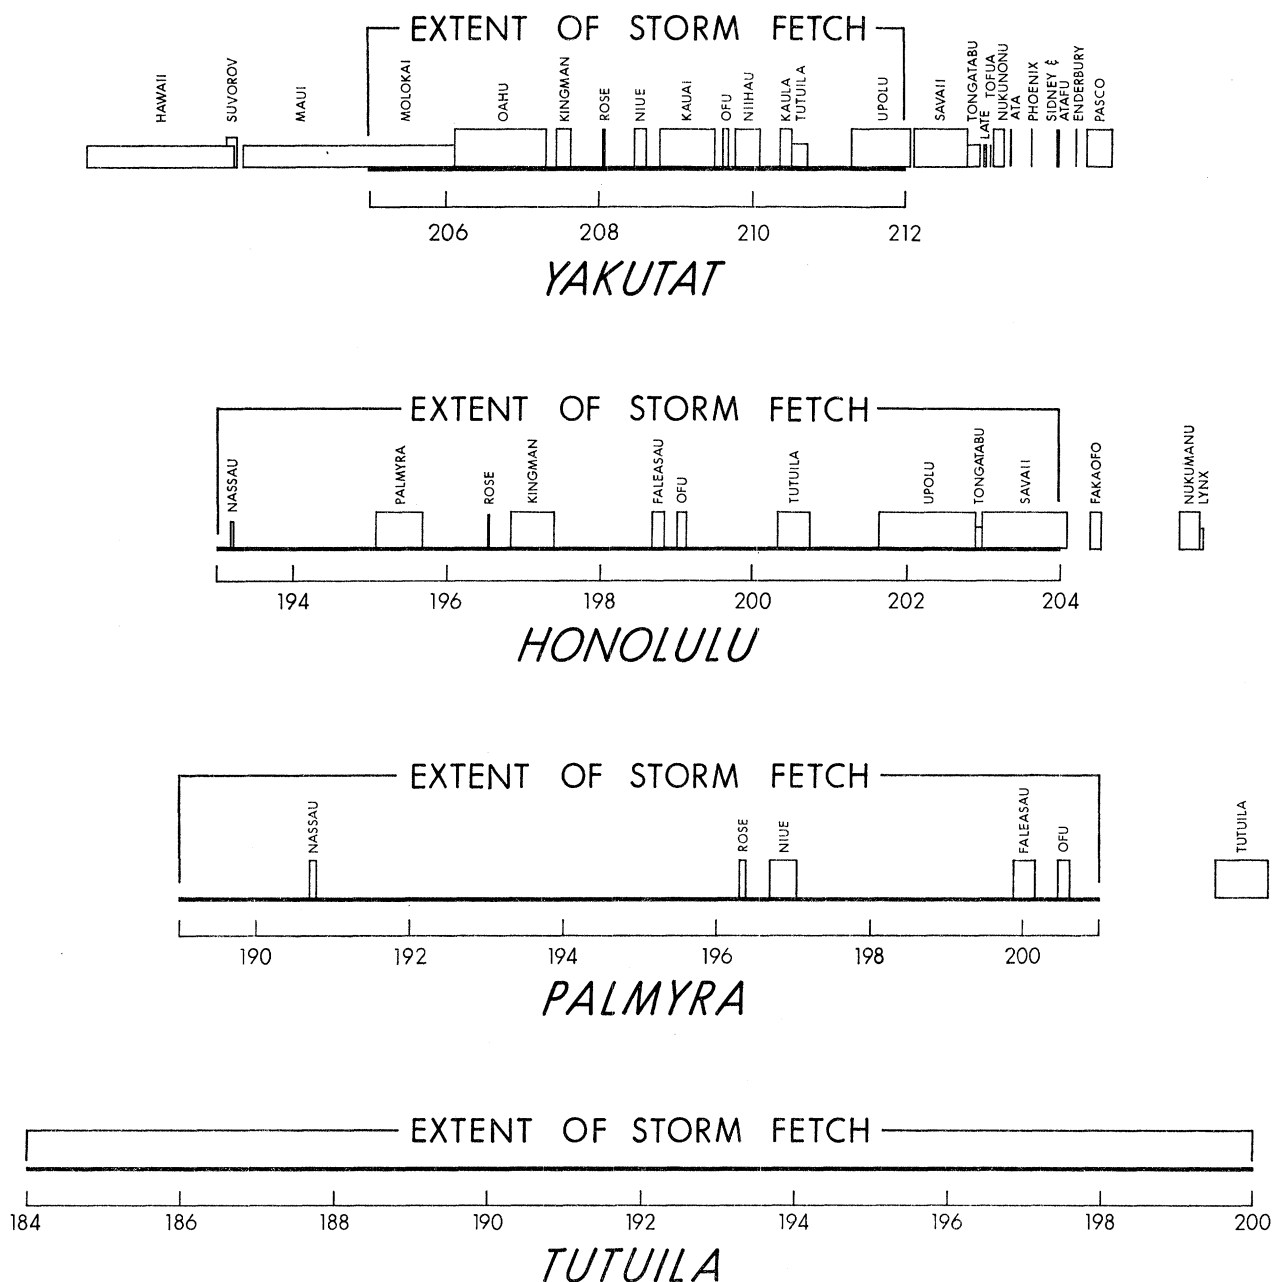 EXTENT OF STORM FETCH
HAWAII SUVOROV MAUI MOLOKAI OAHU KINGMAN ROSE NIUE KAUAI OFU NIIHAU KAULA TUTUILA UPOLU SAVAII TONGATABU LATE TOFUA NUKUNONU ATA PHOENIX SIDNEY & ATAFU ENDERBURY PASCO
206 208 210 212
YAKUTAT
EXTENT OF STORM FETCH
NASSAU PALMYRA ROSE KINGMAN FALEASAU OFU TUTUILA UPOLU TONGATABU SAVAII FAKAOFO NUKUMANU LYNX
194 196 198 200 202 204
HONOLULU
EXTENT OF STORM FETCH
NASSAU ROSE NIUE FALEASAU OFU TUTUILA
190 192 194 196 198 200
PALMYRA
EXTENT OF STORM FETCH
184 186 188 190 192 194 196 198 200
TUTUILA